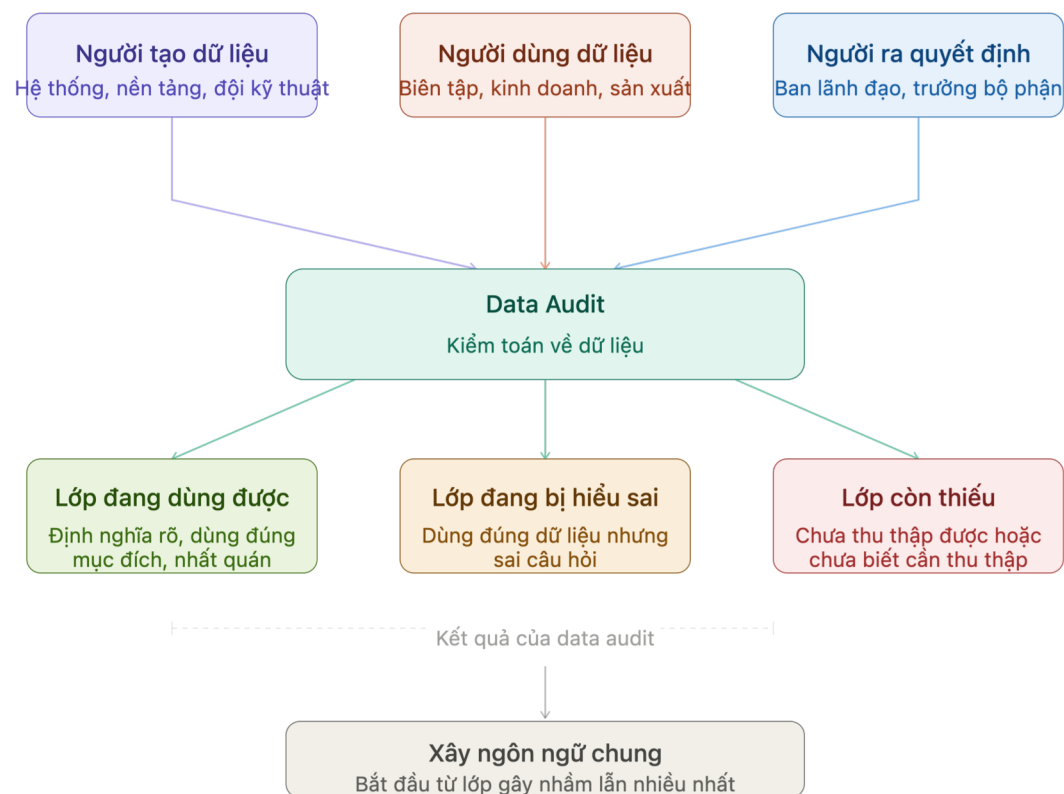 Người tạo dữ liệu
Hệ thống, nền tảng, đội kỹ thuật
Người dùng dữ liệu
Biên tập, kinh doanh, sản xuất
Người ra quyết định
Ban lãnh đạo, trưởng bộ phận
Data Audit
Kiểm toán về dữ liệu
Lớp đang dùng được
Định nghĩa rõ, dùng đúng
mục đích, nhất quán
Lớp đang bị hiểu sai
Dùng đúng dữ liệu nhưng
sai câu hỏi
Lớp còn thiếu
Chưa thu thập được hoặc
chưa biết cần thu thập
Kết quả của data audit
Xây ngôn ngữ chung
Bắt đầu từ lớp gây nhầm lẫn nhiều nhất